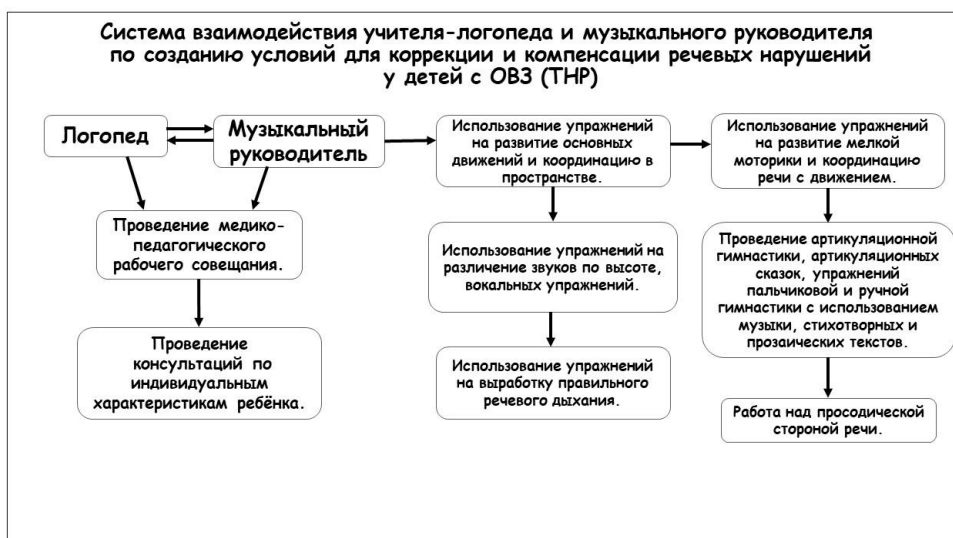 Система взаимодействия учителя-логопеда и музыкального руководителя
по созданию условий для коррекции и компенсации речевых нарушений
у детей с ОВЗ (ТНР)
Логопед
Музыкальный
руководитель
Использование упражнений
на развитие основных
движений и координацию в
пространстве.
Использование упражнений
на развитие мелкой
моторики и координацию
речи с движением.
Проведение медико-
педагогического
рабочего совещания.
Использование упражнений на
различение звуков по высоте,
вокальных упражнений.
Проведение артикуляционной
гимнастики, артикуляционных
сказок, упражнений
пальчиковой и ручной
гимнастики с использованием
музыки, стихотворных и
прозаических текстов.
Проведение
консультаций по
индивидуальным
характеристикам ребёнка.
Использование упражнений
на выработку правильного
речевого дыхания.
Работа над просодической
стороной речи.